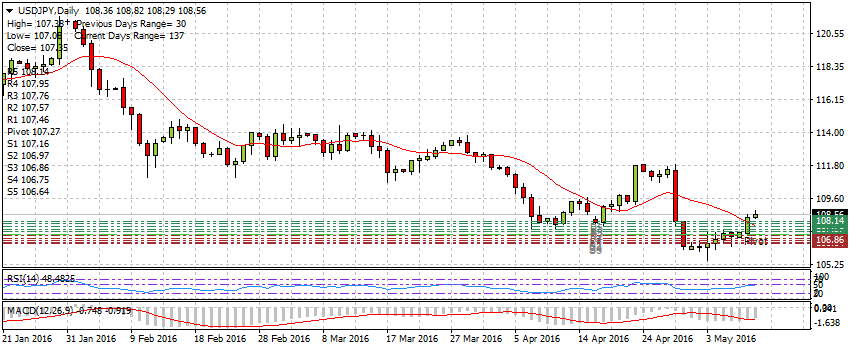 USDJPY,Daily 108.36 108.82 108.29 108.56
High= 107.38 Previous Days Range= 30
Low= 107.08 Current Days Range= 137
Close= 107.35
R5 108.14
R4 107.95
R3 107.76
R2 107.57
R1 107.46
Pivot 107.27
S1 107.16
S2 106.97
S3 106.86
S4 106.75
S5 106.64
120.55
118.35
116.15
114.00
111.80
109.60
108.56
108.14
106.86
105.25
Pivot
RSI(14) 48.4825
100
50
MACD(12,26,9) -0.748 -0.919
-1.638
21 Jan 2016 31 Jan 2016 9 Feb 2016 18 Feb 2016 28 Feb 2016 8 Mar 2016 17 Mar 2016 27 Mar 2016 5 Apr 2016 14 Apr 2016 24 Apr 2016 3 May 2016